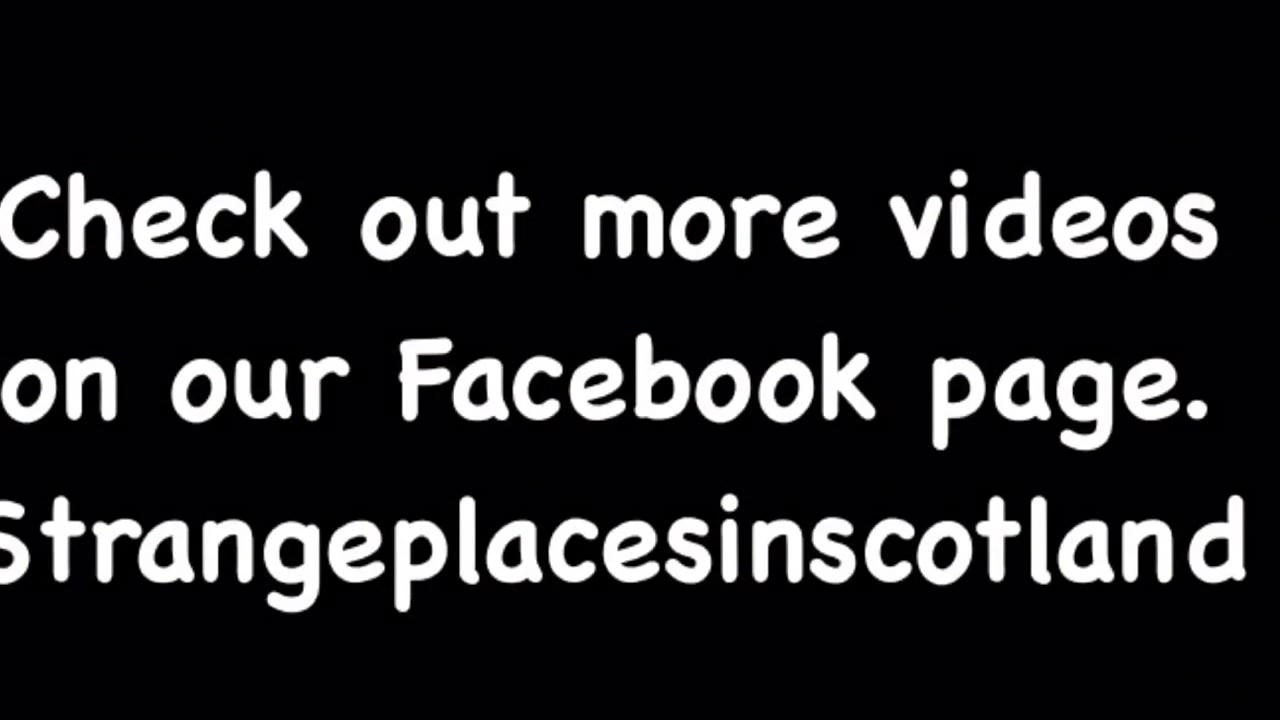 Check out more videos
on our Facebook page.
Strangeplacesinscotland